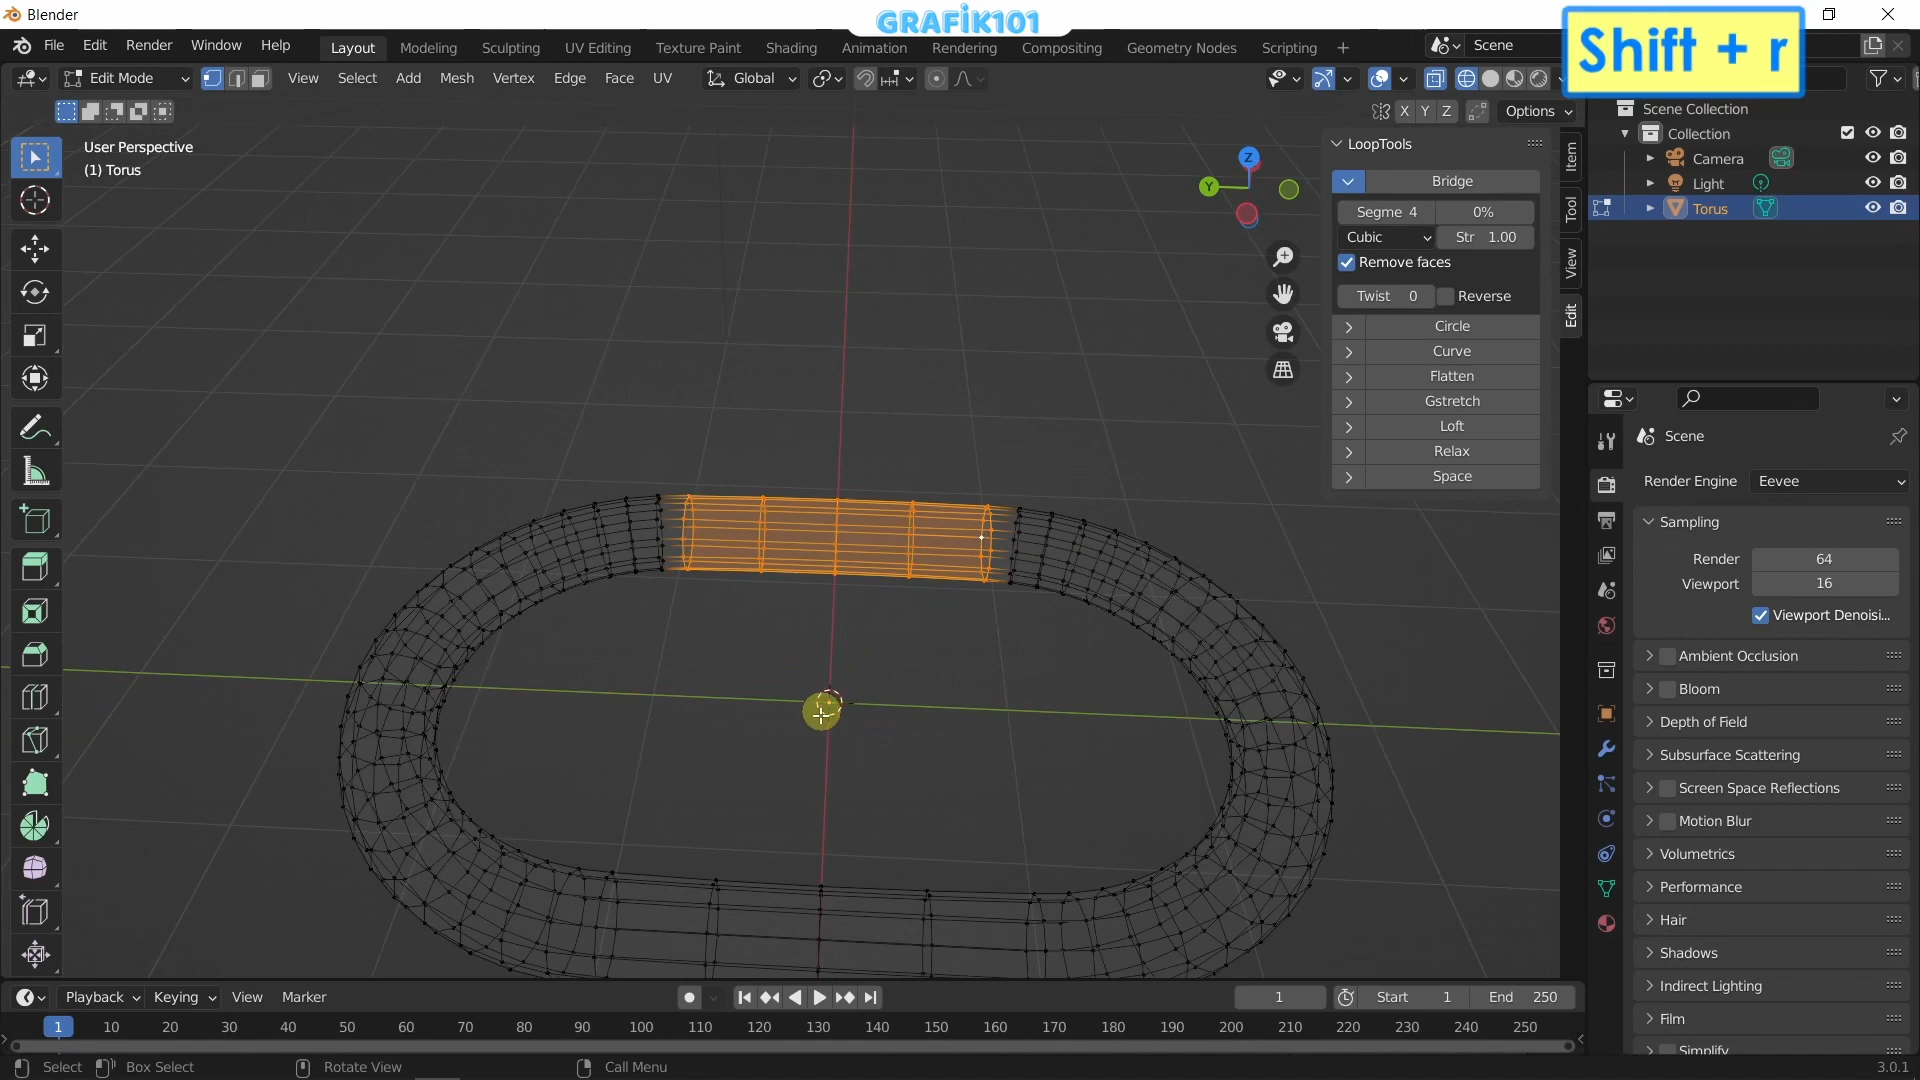 Blender
GRAFİK101
Shift + r
File Edit Render Window Help
Layout Modeling Sculpting UV Editing Texture Paint Shading Animation Rendering Compositing Geometry Nodes Scripting +
Scene
Edit Mode View Select Add Mesh Vertex Edge Face UV Global
X Y Z Options
User Perspective
(1) Torus
Z
Y
LoopTools
Bridge
Segme 4 0%
Cubic Str 1.00
Remove faces
Twist 0 Reverse
Circle
Curve
Flatten
Gstretch
Loft
Relax
Space
Item
Tool
View
Edit
Scene Collection
Collection
Camera
Light
Torus
Scene
Render Engine Eevee
Sampling
Render 64
Viewport 16
Viewport Denoisi...
Ambient Occlusion
Bloom
Depth of Field
Subsurface Scattering
Screen Space Reflections
Motion Blur
Volumetrics
Performance
Hair
Shadows
Indirect Lighting
Film
Simplify
Playback Keying View Marker
1 Start 1 End 250
1 10 20 30 40 50 60 70 80 90 100 110 120 130 140 150 160 170 180 190 200 210 220 230 240 250
Select Box Select Rotate View Call Menu
3.0.1